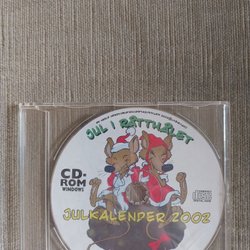 JUL I RÅTTHÅLET
CD-
ROM
WINDOWS
JULKALENDER 2002